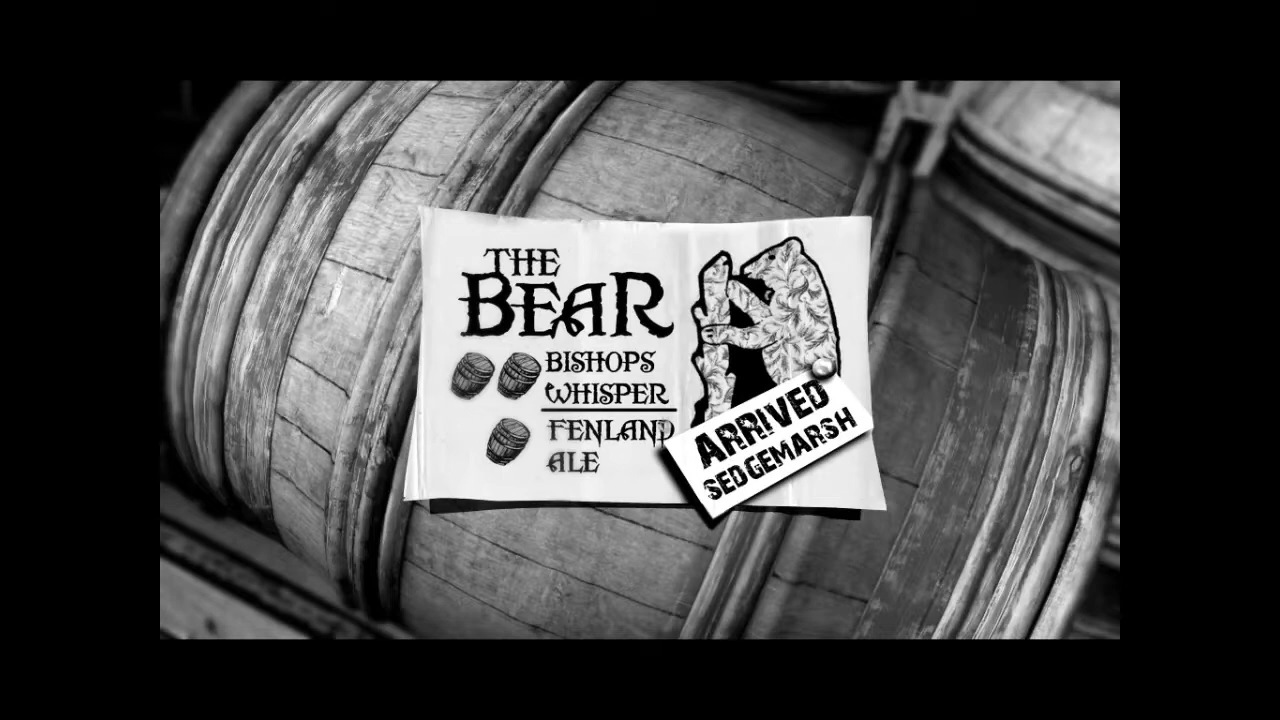 THE
BEAR
BISHOPS
WHISPER
FENLAND
ALE
ARRIVED
SEDGEMARSH